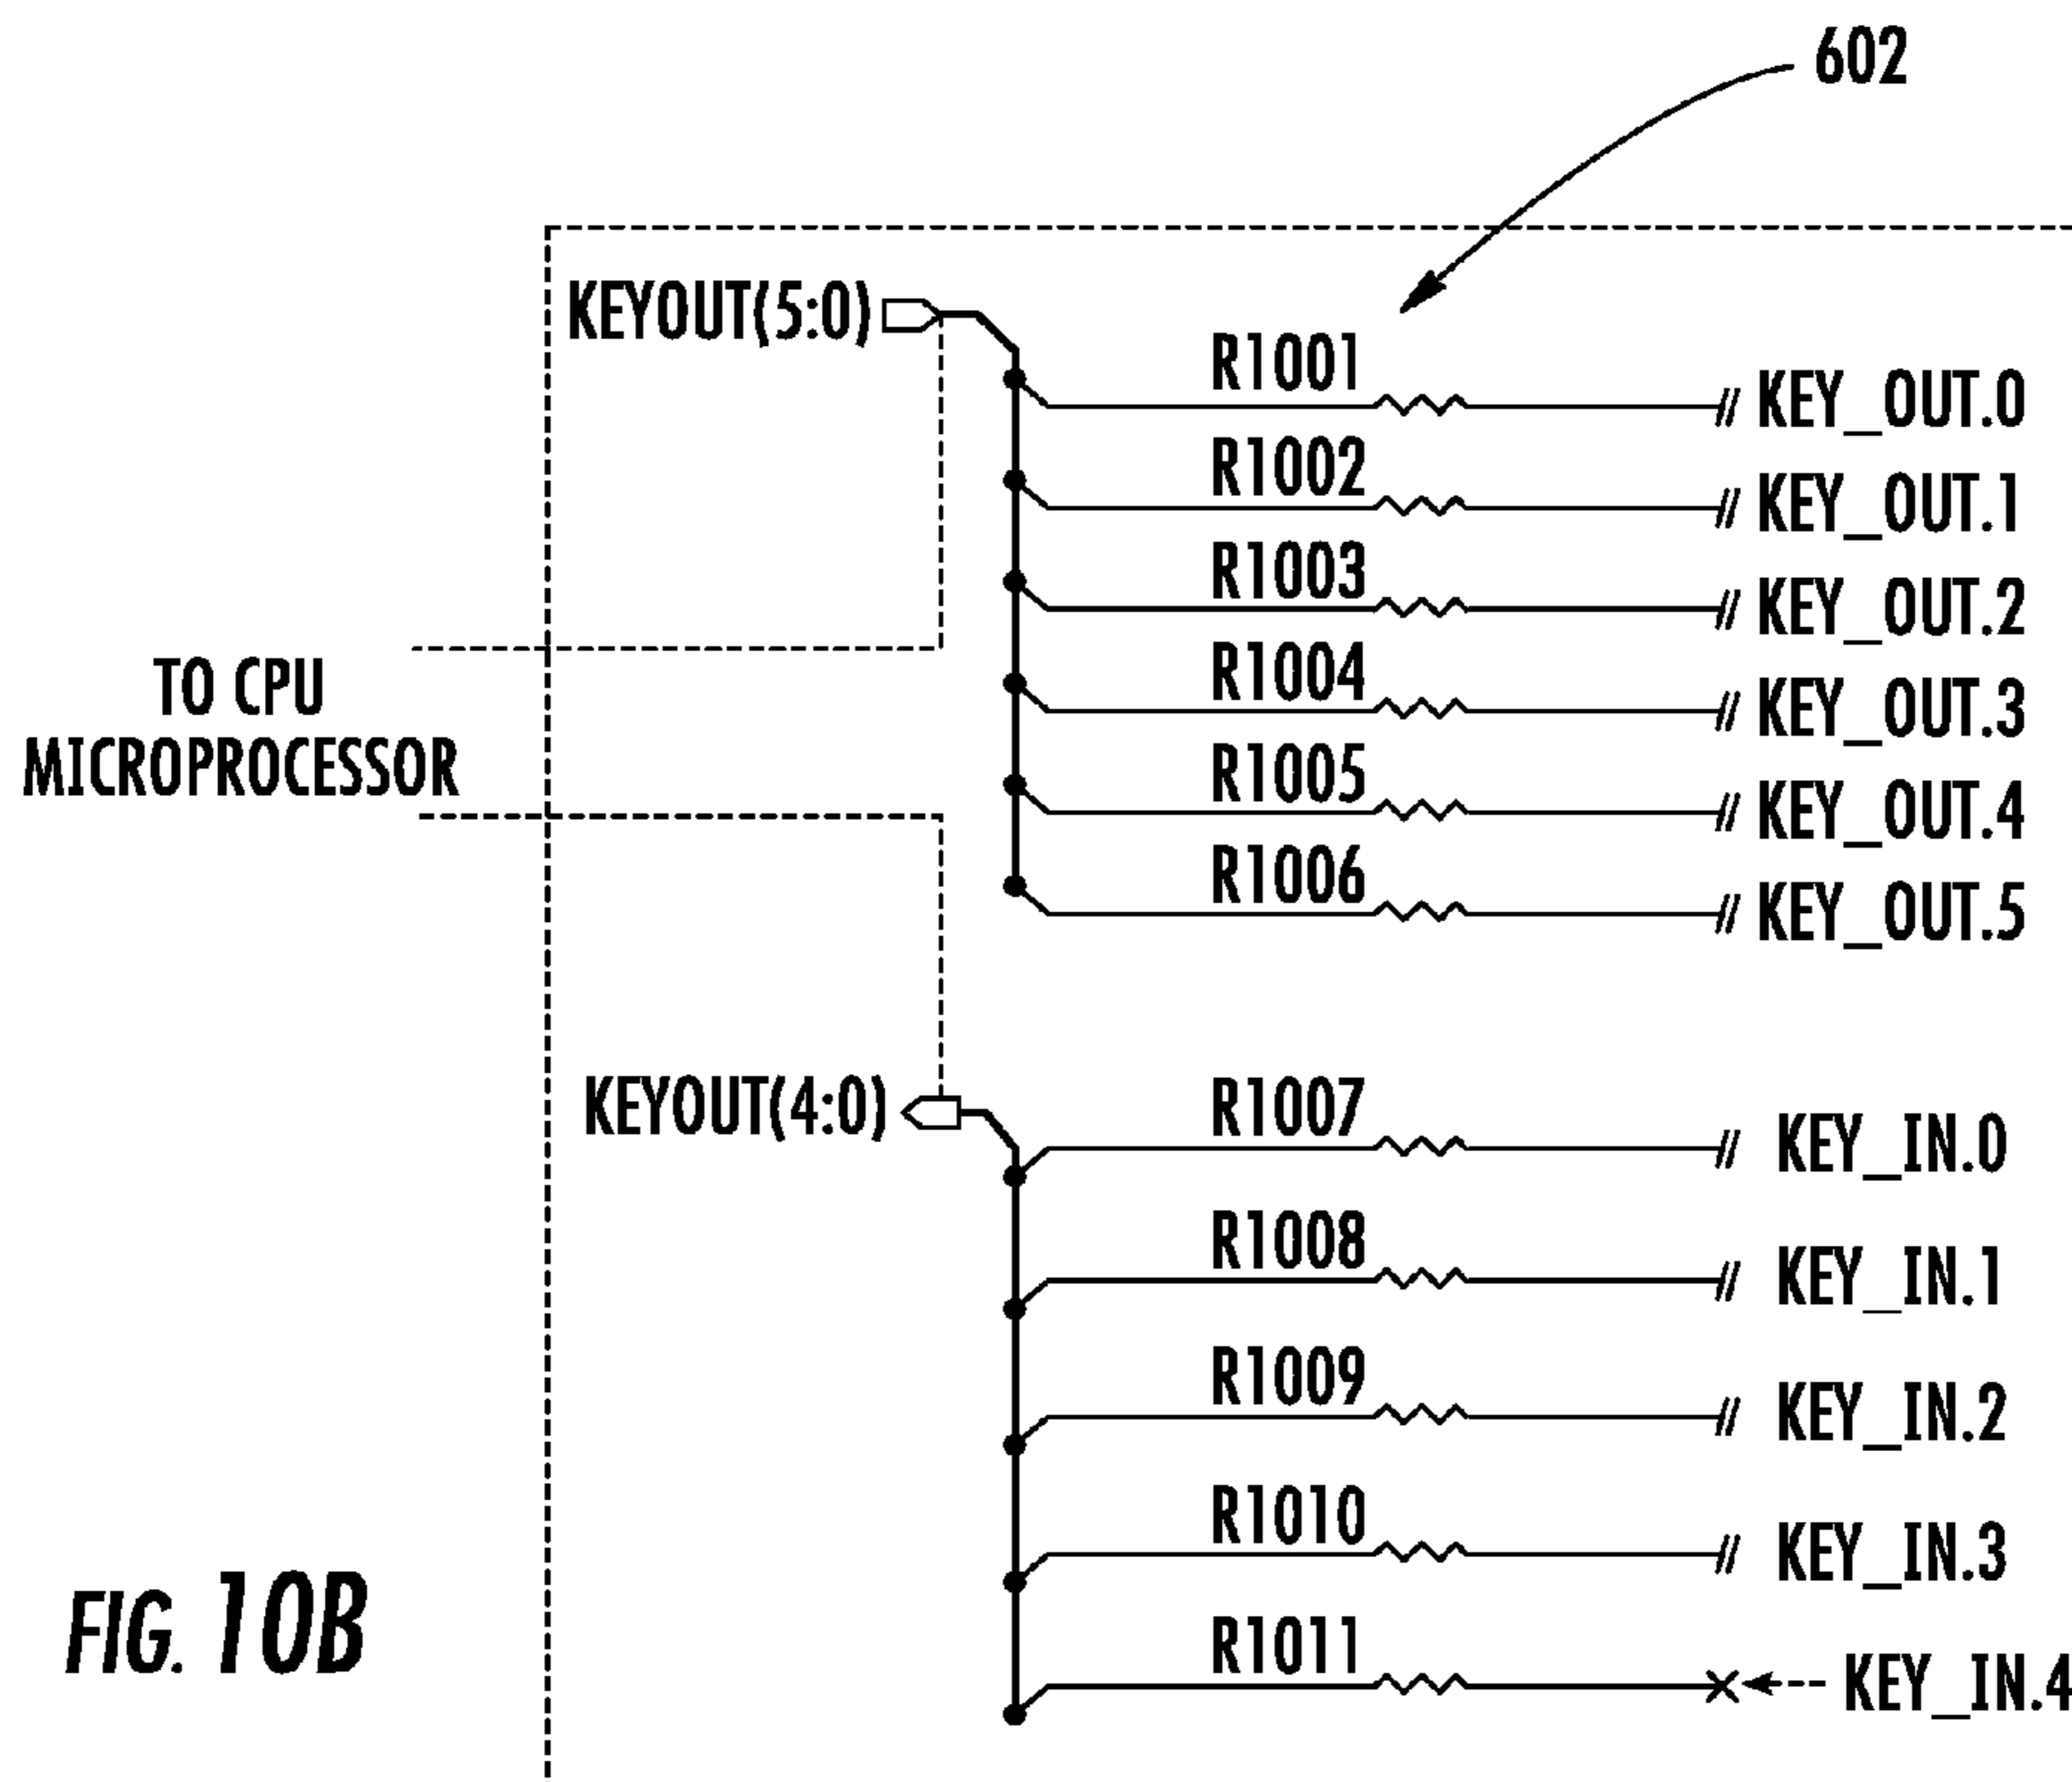 602
KEYOUT(5:0)
R1001
KEY_OUT.0
R1002
KEY_OUT.1
R1003
KEY_OUT.2
R1004
KEY_OUT.3
R1005
KEY_OUT.4
R1006
KEY_OUT.5
TO CPU
MICROPROCESSOR
KEYOUT(4:0)
R1007
KEY_IN.0
R1008
KEY_IN.1
R1009
KEY_IN.2
R1010
KEY_IN.3
R1011
KEY_IN.4
FIG. 10B